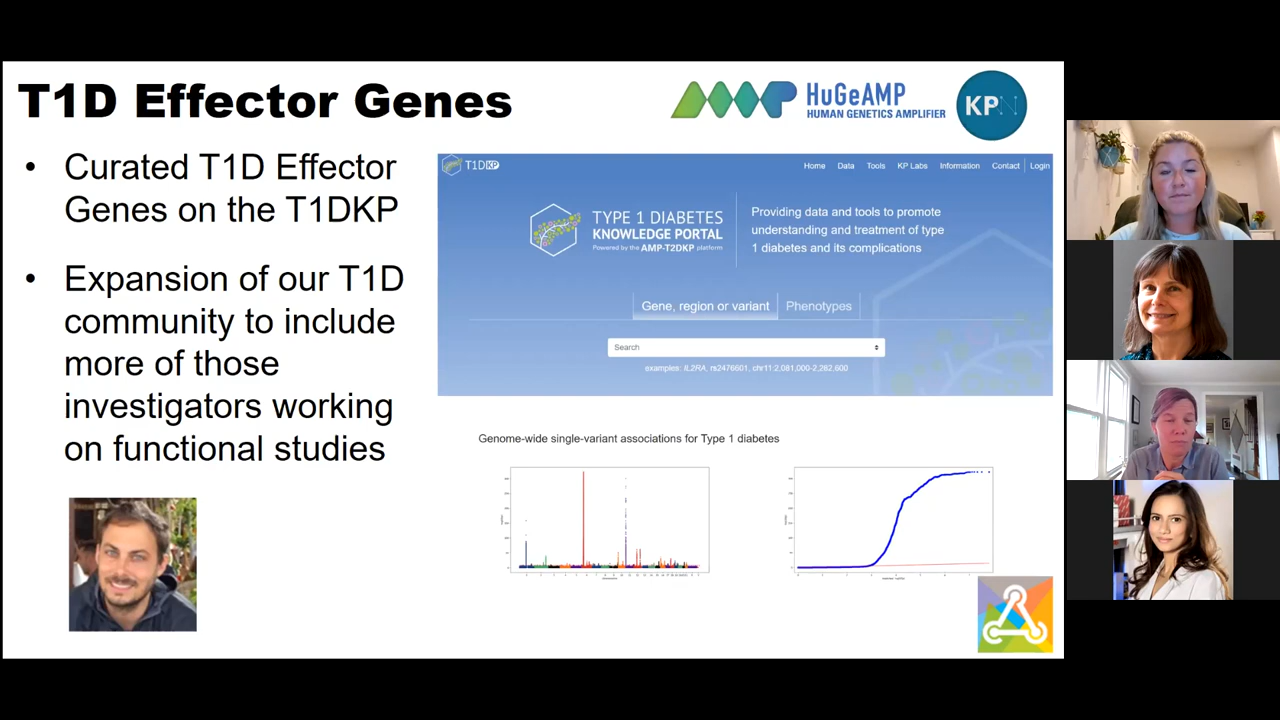 T1D Effector Genes
AMP HuGeAMP
HUMAN GENETICS AMPLIFIER
KPN
• Curated T1D Effector
Genes on the T1DKP
• Expansion of our T1D
community to include
more of those
investigators working
on functional studies
T1DKP
Home Data Tools KP Labs Information Contact Login
TYPE 1 DIABETES
KNOWLEDGE PORTAL
Powered by the AMP-T2DKP platform
Providing data and tools to promote
understanding and treatment of type
1 diabetes and its complications
Gene, region or variant Phenotypes
Search
examples: IL2RA, rs2476601, chr11:2,081,000-2,262,600
Genome-wide single-variant associations for Type 1 diabetes